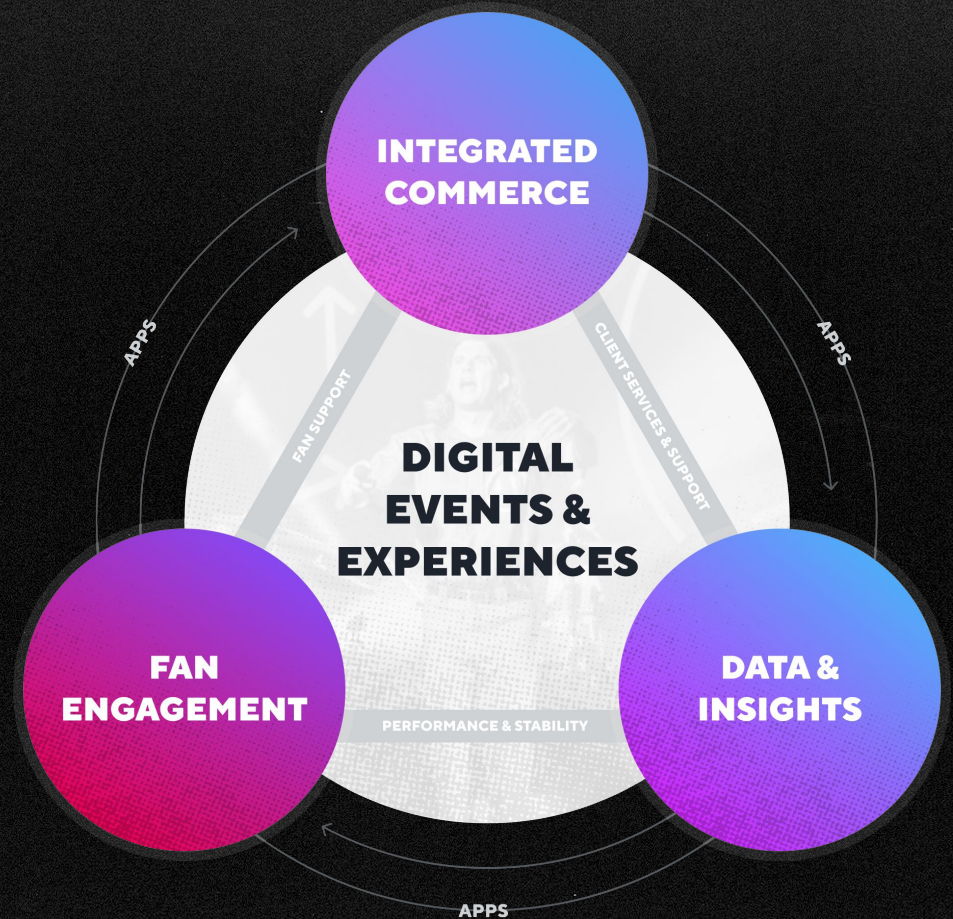 INTEGRATED
COMMERCE
APPS
APPS
FAN SUPPORT
CLIENT SERVICES & SUPPORT
DIGITAL
EVENTS &
EXPERIENCES
FAN
ENGAGEMENT
DATA &
INSIGHTS
PERFORMANCE & STABILITY
APPS